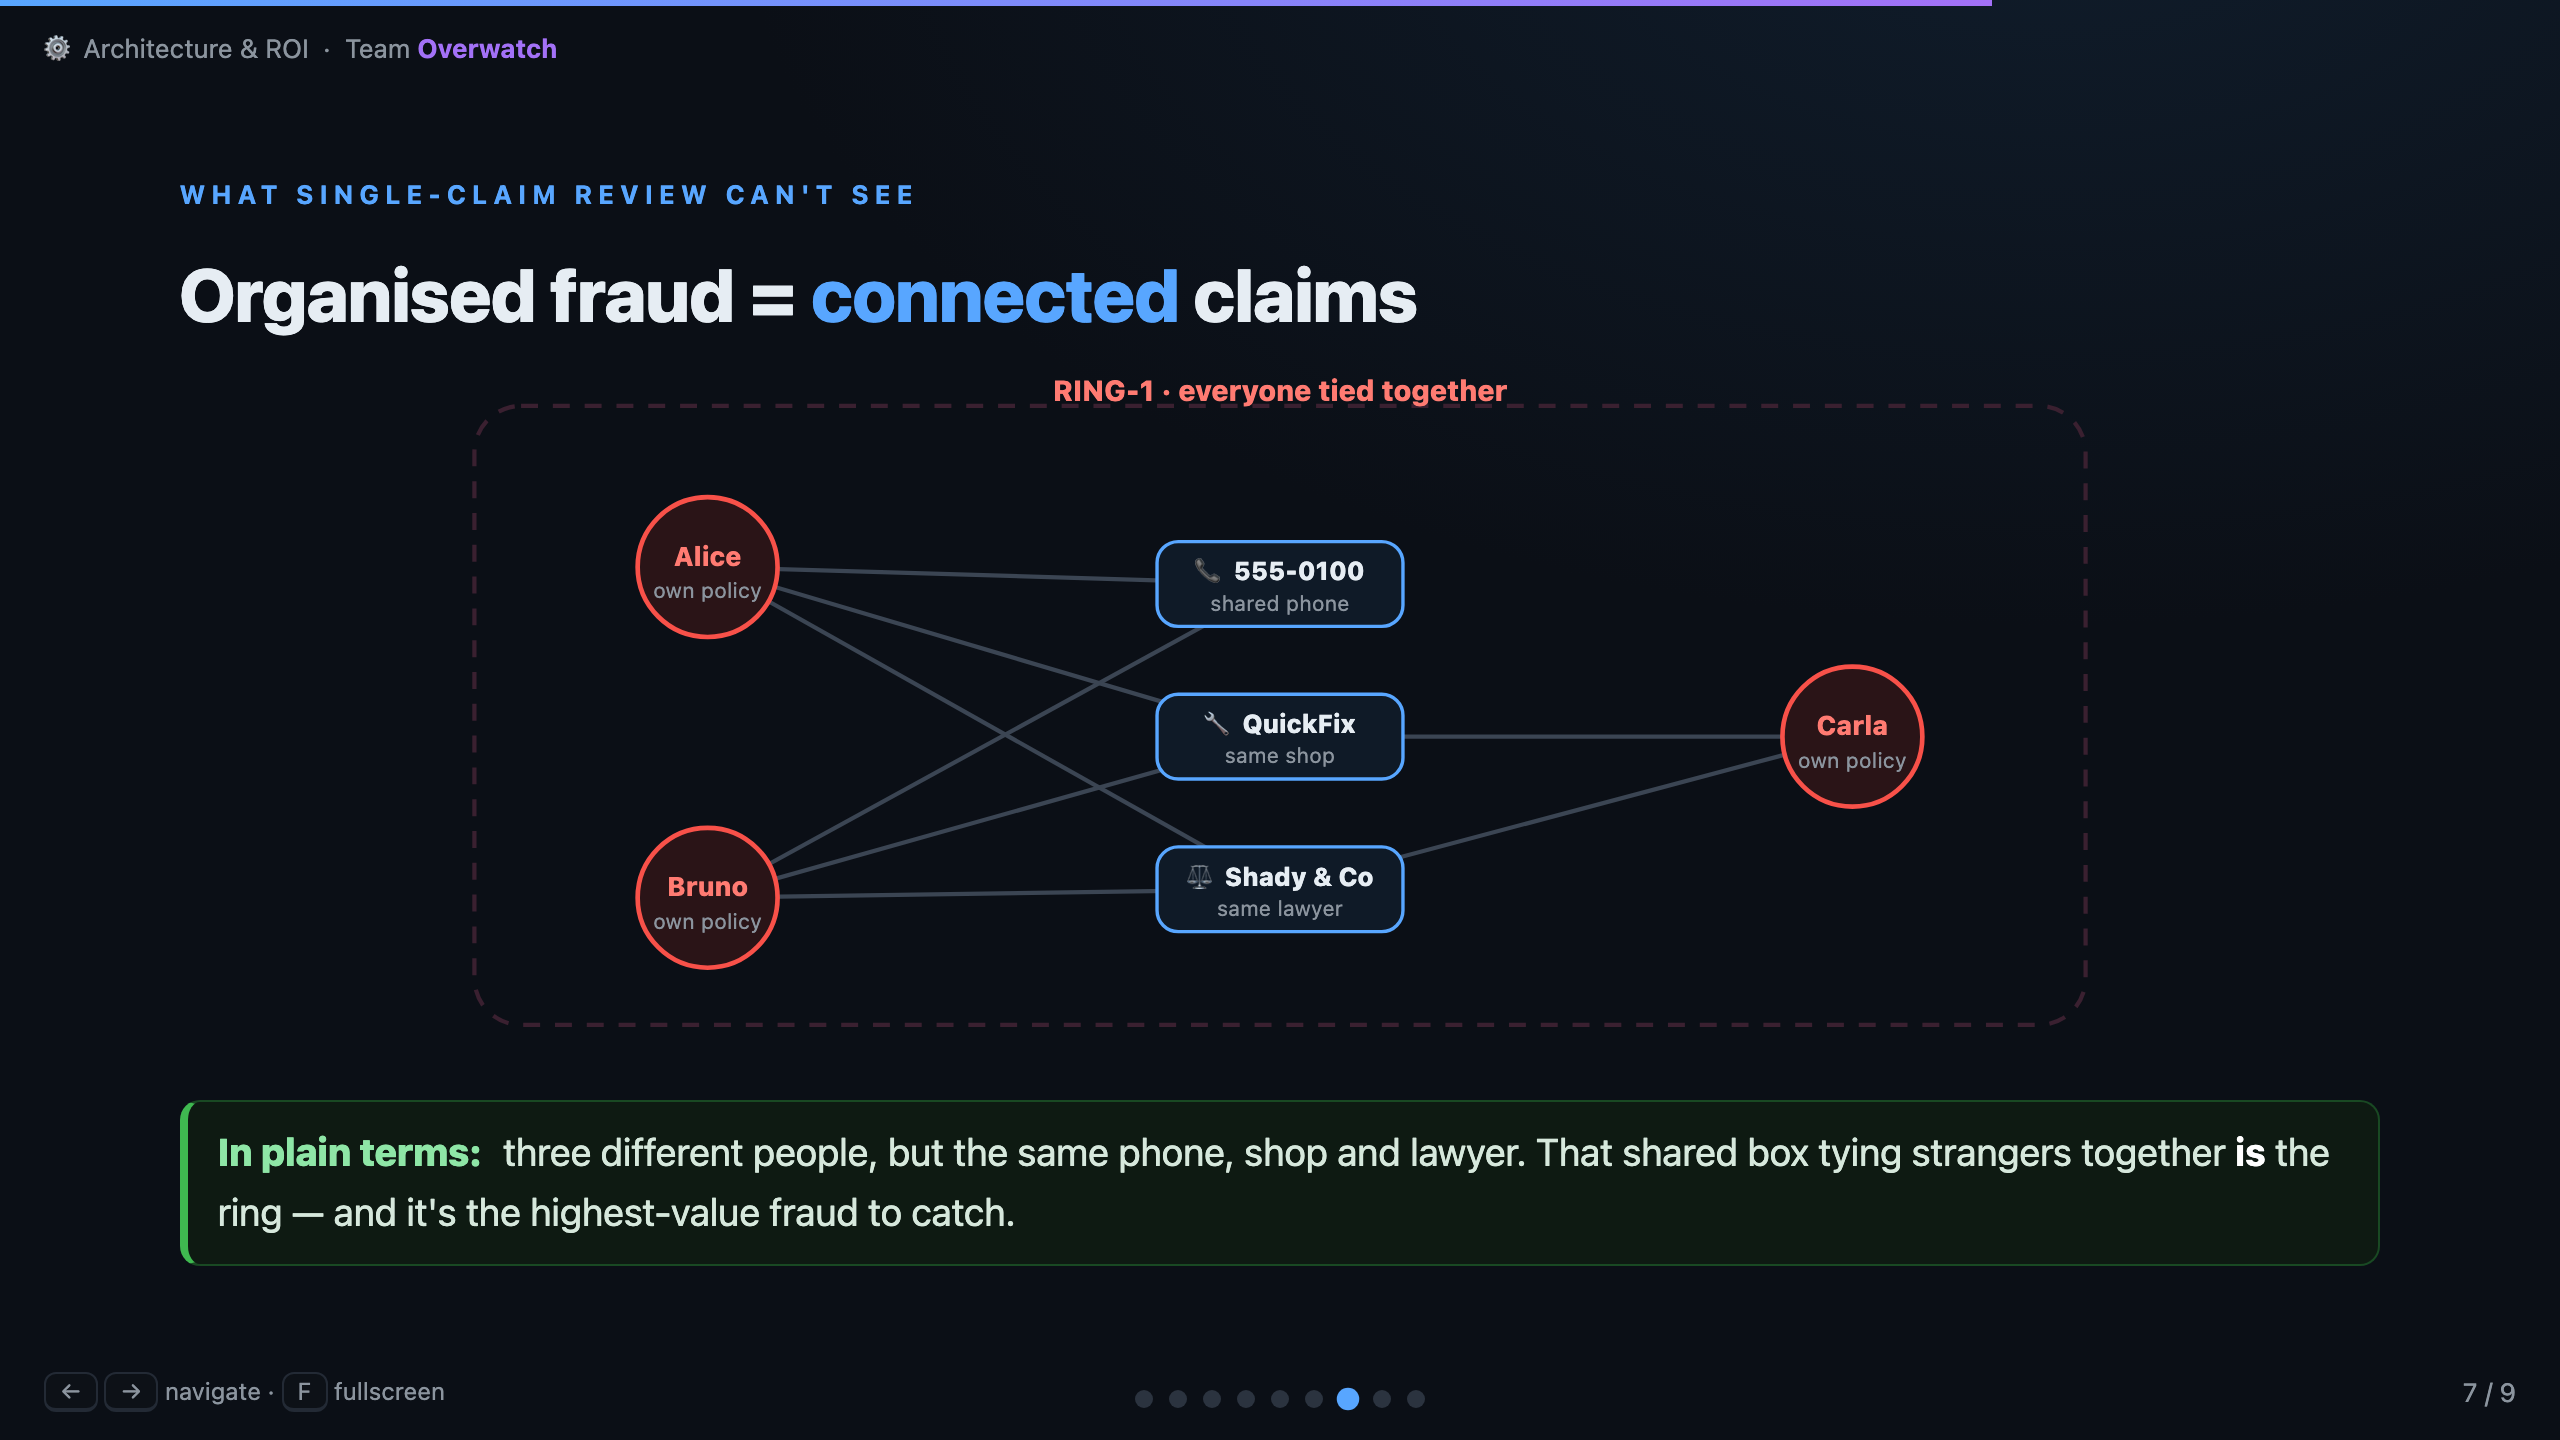 ⚙️ Architecture & ROI · Team Overwatch
WHAT SINGLE-CLAIM REVIEW CAN'T SEE
Organised fraud = connected claims
RING-1 · everyone tied together
Alice
own policy
📞 555-0100
shared phone
🔧 QuickFix
same shop
Carla
own policy
Bruno
own policy
⚖️ Shady & Co
same lawyer
In plain terms: three different people, but the same phone, shop and lawyer. That shared box tying strangers together is the
ring — and it's the highest-value fraud to catch.
← → navigate · F fullscreen
7 / 9